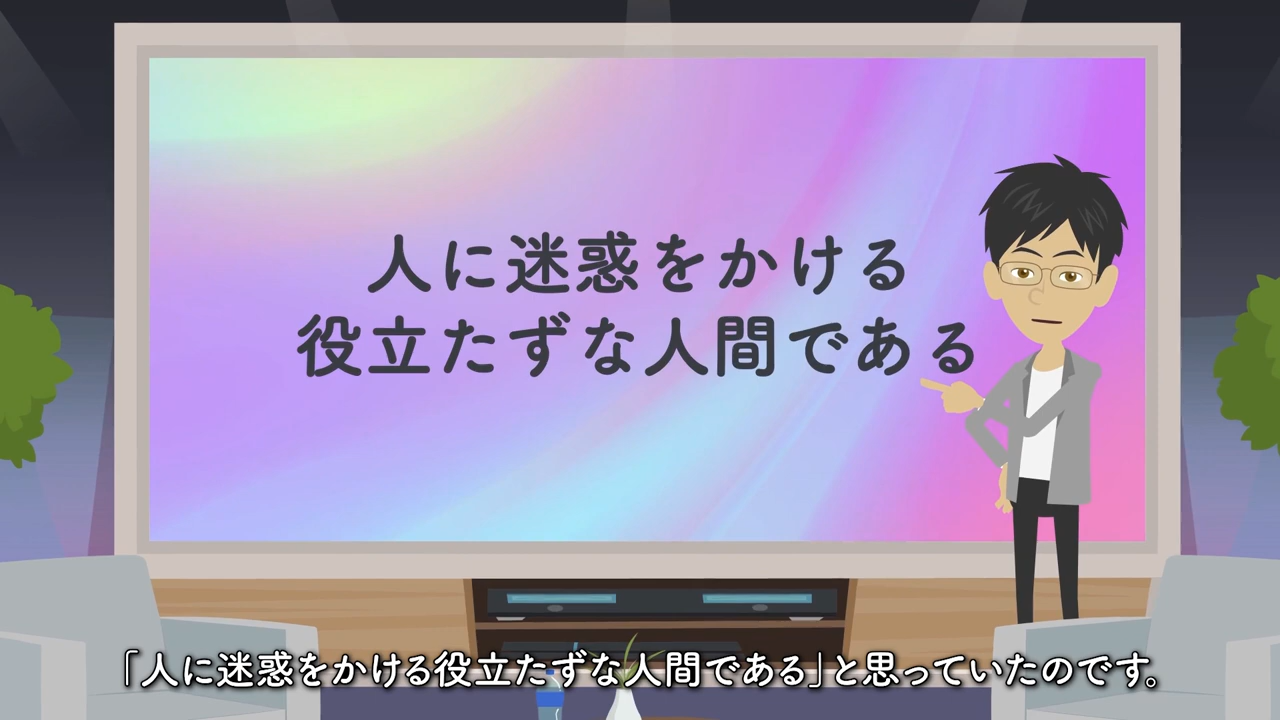 人に迷惑をかける
役立たずな人間である
「人に迷惑をかける役立たずな人間である」と思っていたのです。